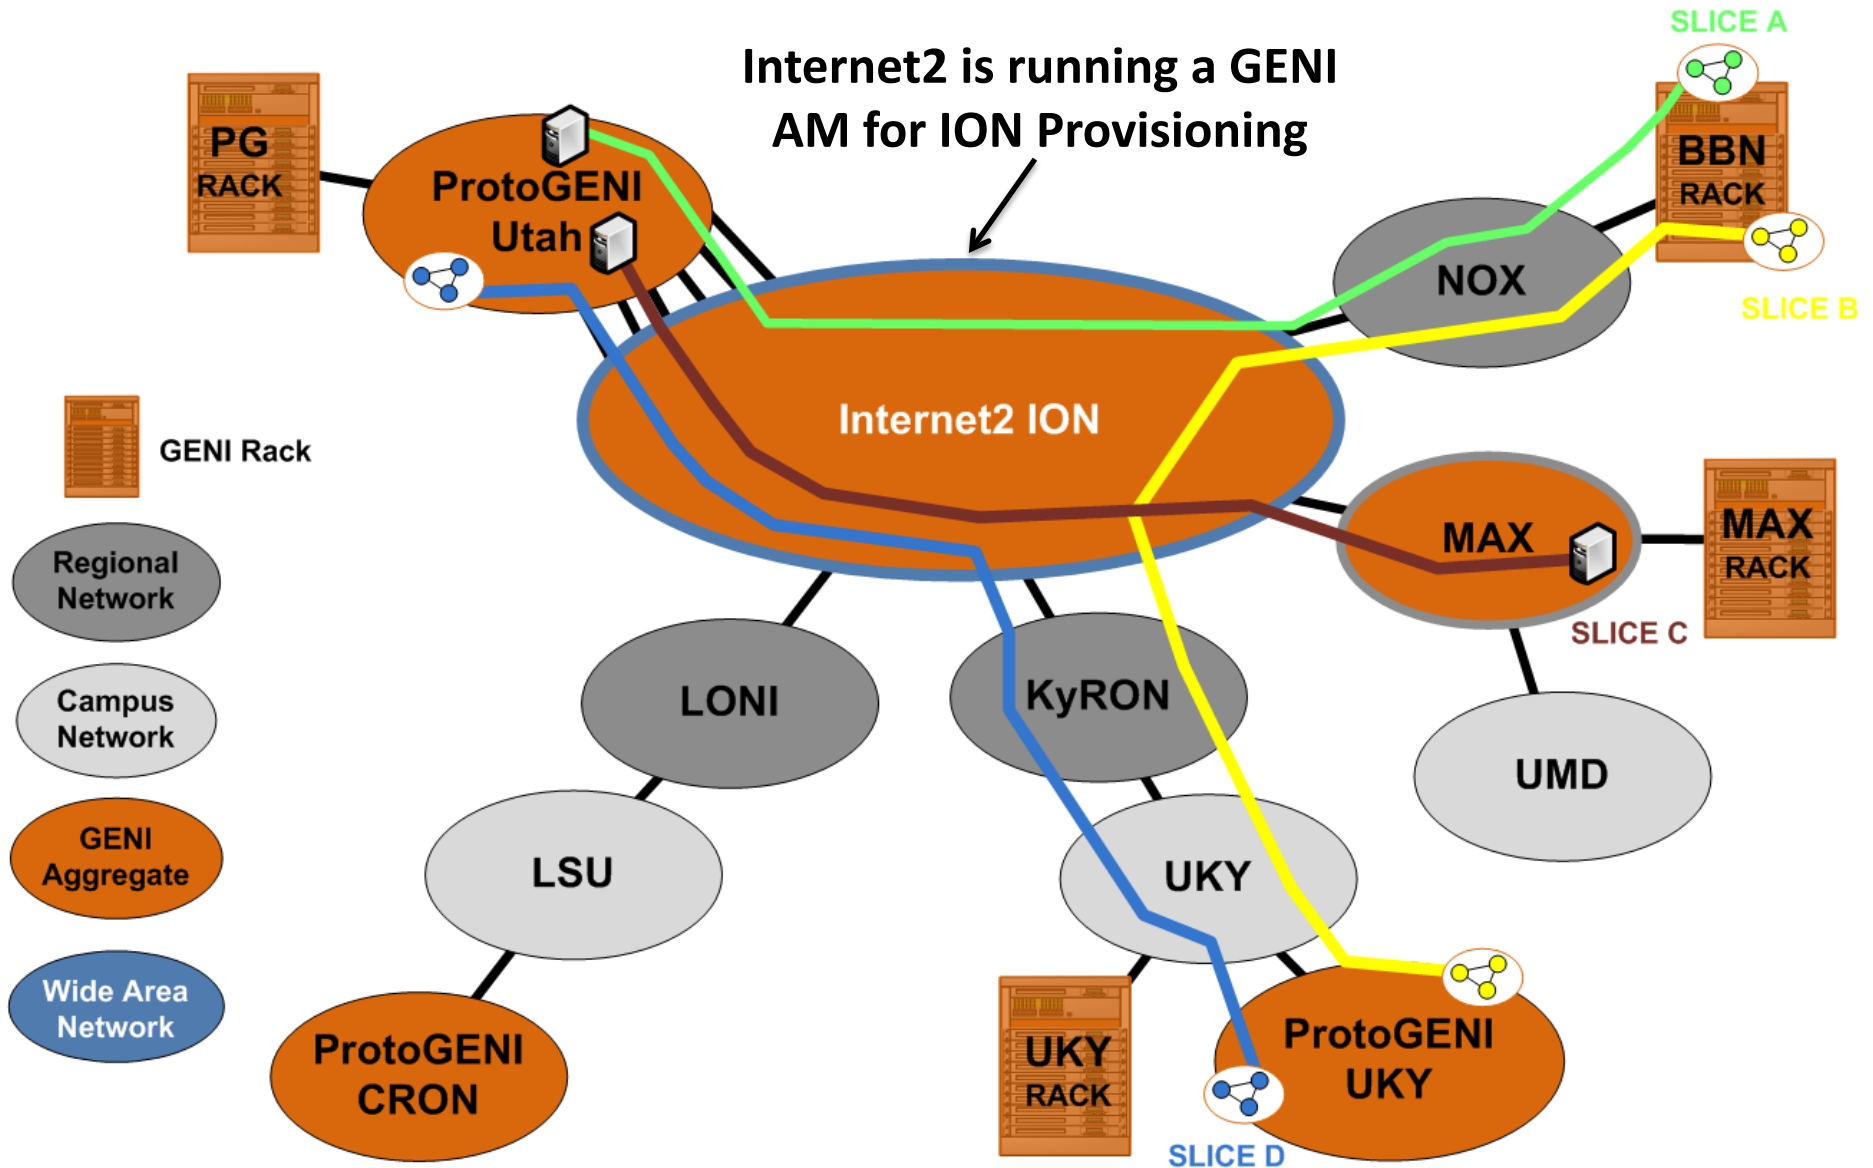 SLICE A
Internet2 is running a GENI
AM for ION Provisioning
PG
RACK
ProtoGENI
Utah
BBN
RACK
NOX
SLICE B
Internet2 ION
GENI Rack
MAX
MAX
RACK
SLICE C
Regional
Network
LONI
KyRON
Campus
Network
UMD
GENI
Aggregate
LSU
UKY
Wide Area
Network
ProtoGENI
CRON
UKY
RACK
ProtoGENI
UKY
SLICE D